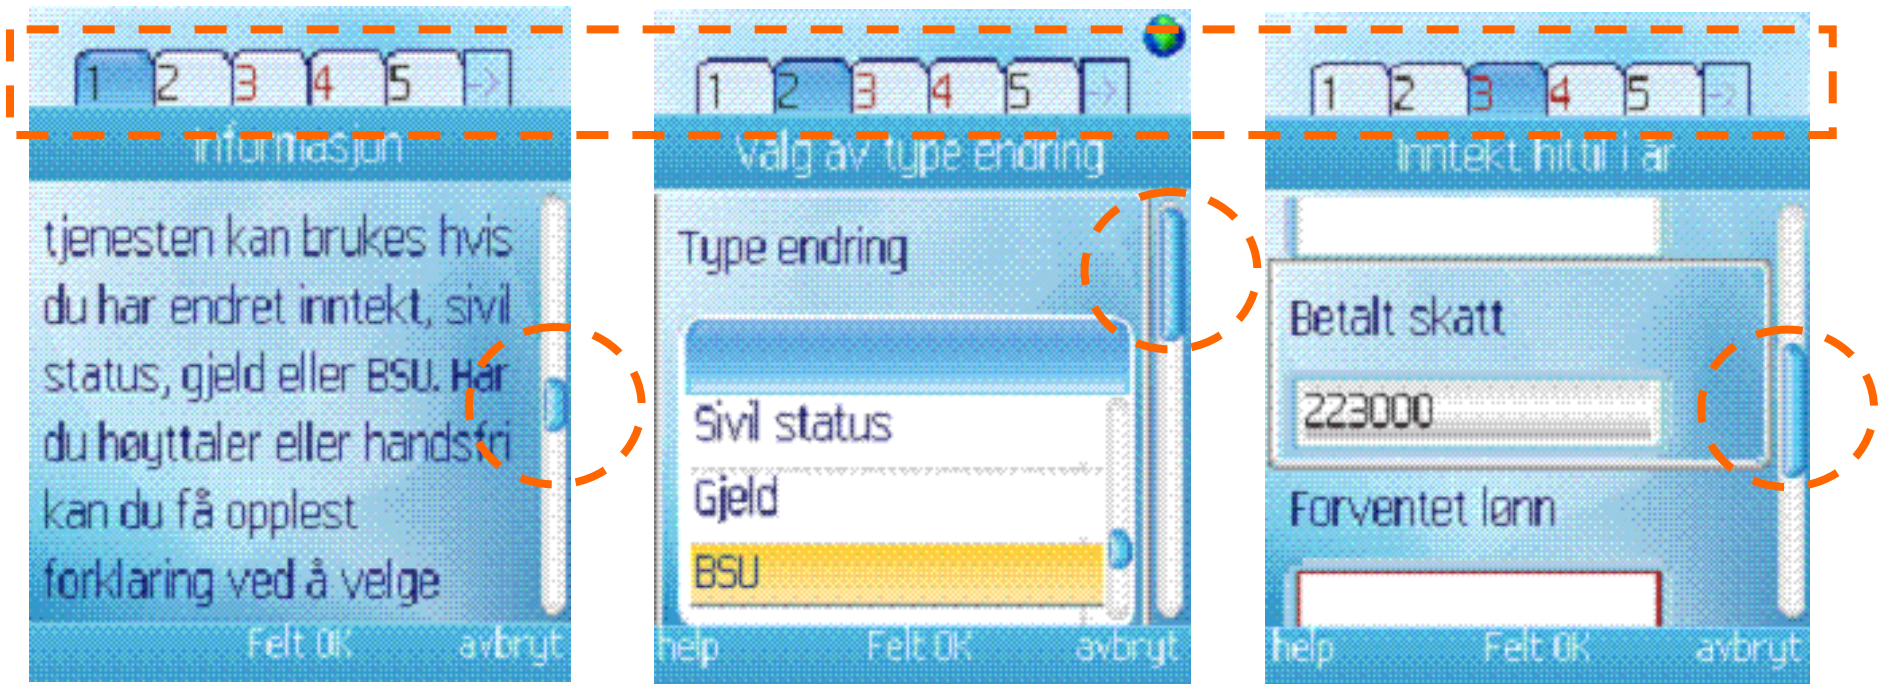 1 2 3 4 5 ->
Informasjon
tjenesten kan brukes hvis
du har endret inntekt, sivil
status, gjeld eller BSU. Har
du høyttaler eller handsfri
kan du få opplest
forklaring ved å velge
Felt OK avbryt
1 2 3 4 5 ->
Valg av type endring
Type endring
Sivil status
Gjeld
BSU
help Felt OK avbryt
1 2 3 4 5 ->
Inntekt hittil i år
Betalt skatt
223000
Forventet lønn
help Felt OK avbryt